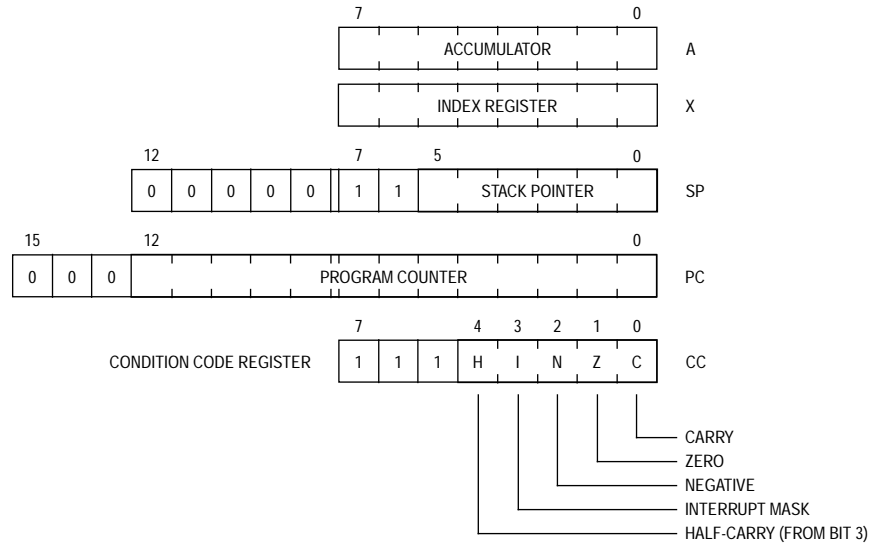 7 0
ACCUMULATOR A
INDEX REGISTER X
12 7 5 0
0 0 0 0 0 1 1 STACK POINTER SP
15 12 0
0 0 0 PROGRAM COUNTER PC
7 4 3 2 1 0
CONDITION CODE REGISTER 1 1 1 H I N Z C CC
CARRY
ZERO
NEGATIVE
INTERRUPT MASK
HALF-CARRY (FROM BIT 3)